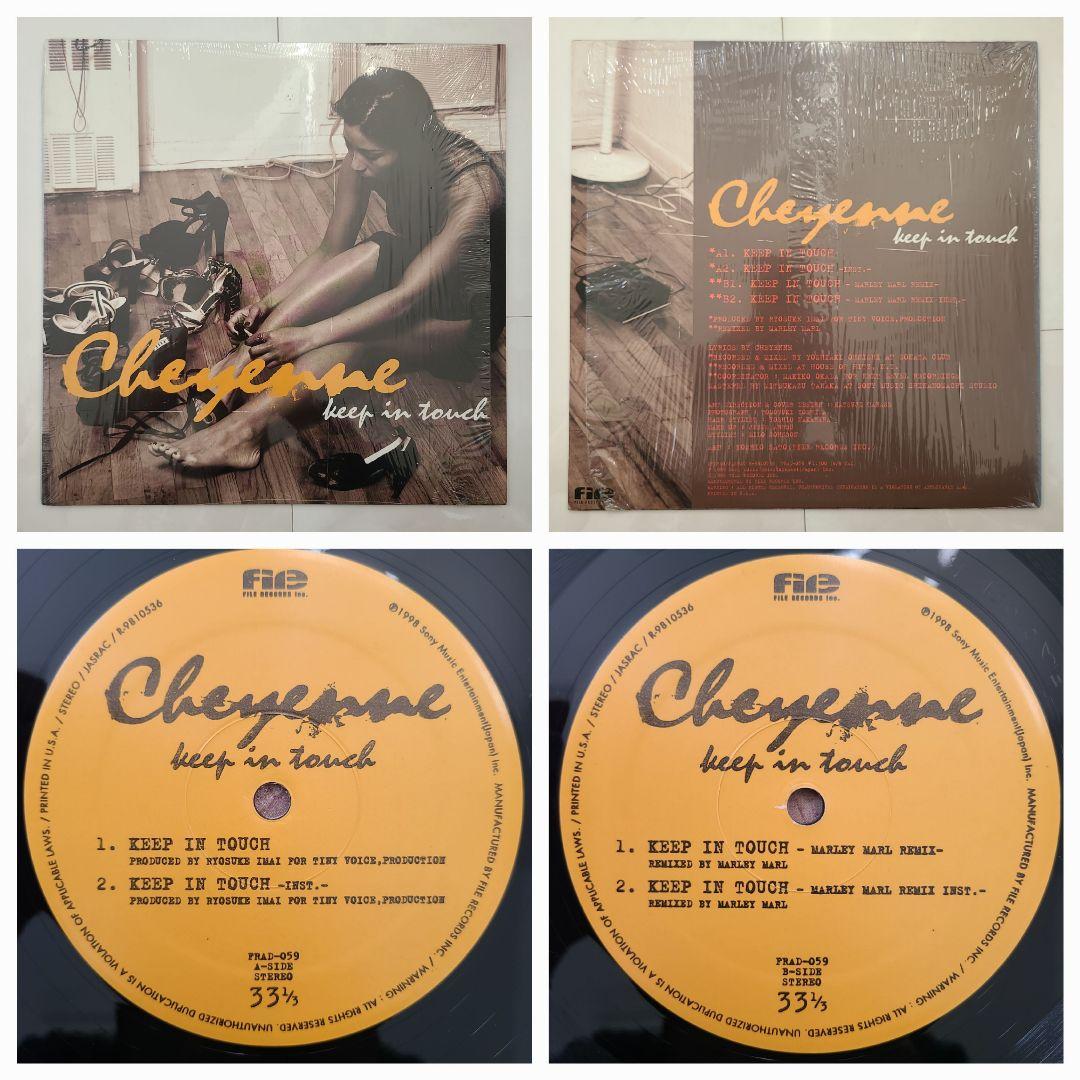 Cheyenne
keep in touch
Cheyenne
keep in touch
*A1. KEEP IN TOUCH
*A2. KEEP IN TOUCH -INST.-
**B1. KEEP IN TOUCH - MARLEY MARL REMIX-
**B2. KEEP IN TOUCH - MARLEY MARL REMIX INST.-
*PRODUCED BY RYOSUKE IMAI FOR TINY VOICE,PRODUCTION
**REMIXED BY MARLEY MARL
LYRICS BY CHEYENNE
MASTERED BY MITSUKAZU TANAKA AT SONY MUSIC SHINANOMACHI STUDIO
File
File
FILE RECORDS Inc.
STEREO / JASRAC / R-9810536
℗1998 Sony Music Entertainment(Japan) Inc. MANUFACTURED BY FILE RECORDS INC. / WARNING : ALL RIGHTS RESERVED. UNAUTHORIZED DUPLICATION IS A VIOLATION OF APPLICABLE LAWS. / PRINTED IN U.S.A. /
Cheyenne
keep in touch
1. KEEP IN TOUCH
PRODUCED BY RYOSUKE IMAI FOR TINY VOICE,PRODUCTION
2. KEEP IN TOUCH -INST.-
PRODUCED BY RYOSUKE IMAI FOR TINY VOICE,PRODUCTION
FRAD-059
A-SIDE
STEREO
33⅓
File
FILE RECORDS Inc.
STEREO / JASRAC / R-9810536
℗1998 Sony Music Entertainment(Japan) Inc. MANUFACTURED BY FILE RECORDS INC. / WARNING : ALL RIGHTS RESERVED. UNAUTHORIZED DUPLICATION IS A VIOLATION OF APPLICABLE LAWS. / PRINTED IN U.S.A. /
Cheyenne
keep in touch
1. KEEP IN TOUCH - MARLEY MARL REMIX-
REMIXED BY MARLEY MARL
2. KEEP IN TOUCH - MARLEY MARL REMIX INST.-
REMIXED BY MARLEY MARL
FRAD-059
B-SIDE
STEREO
33⅓